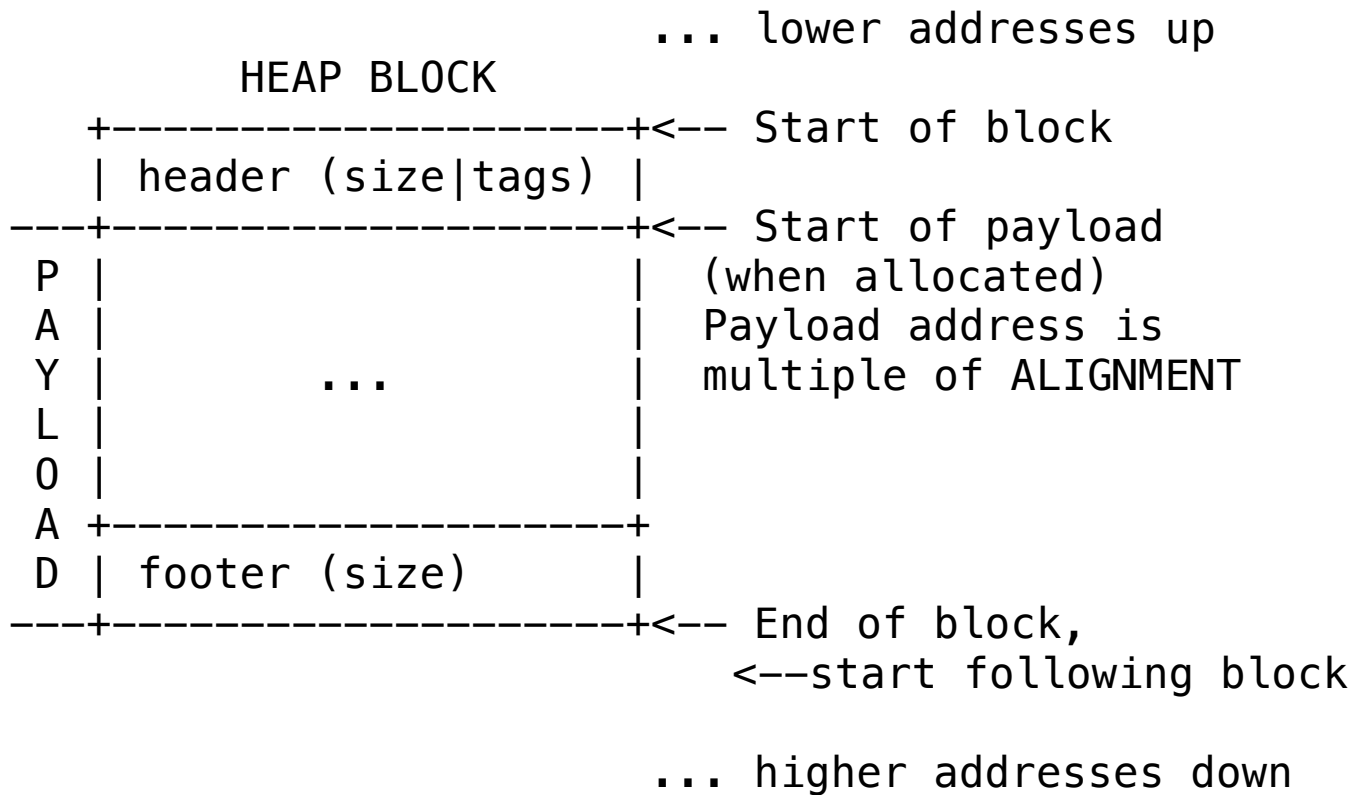 ... lower addresses up
HEAP BLOCK
+---------------------+<-- Start of block
| header (size|tags) |
---+---------------------+<-- Start of payload
P | | (when allocated)
A | | Payload address is
Y | ... | multiple of ALIGNMENT
L | |
O | |
A +---------------------+
D | footer (size) |
---+---------------------+<-- End of block,
<--start following block
... higher addresses down